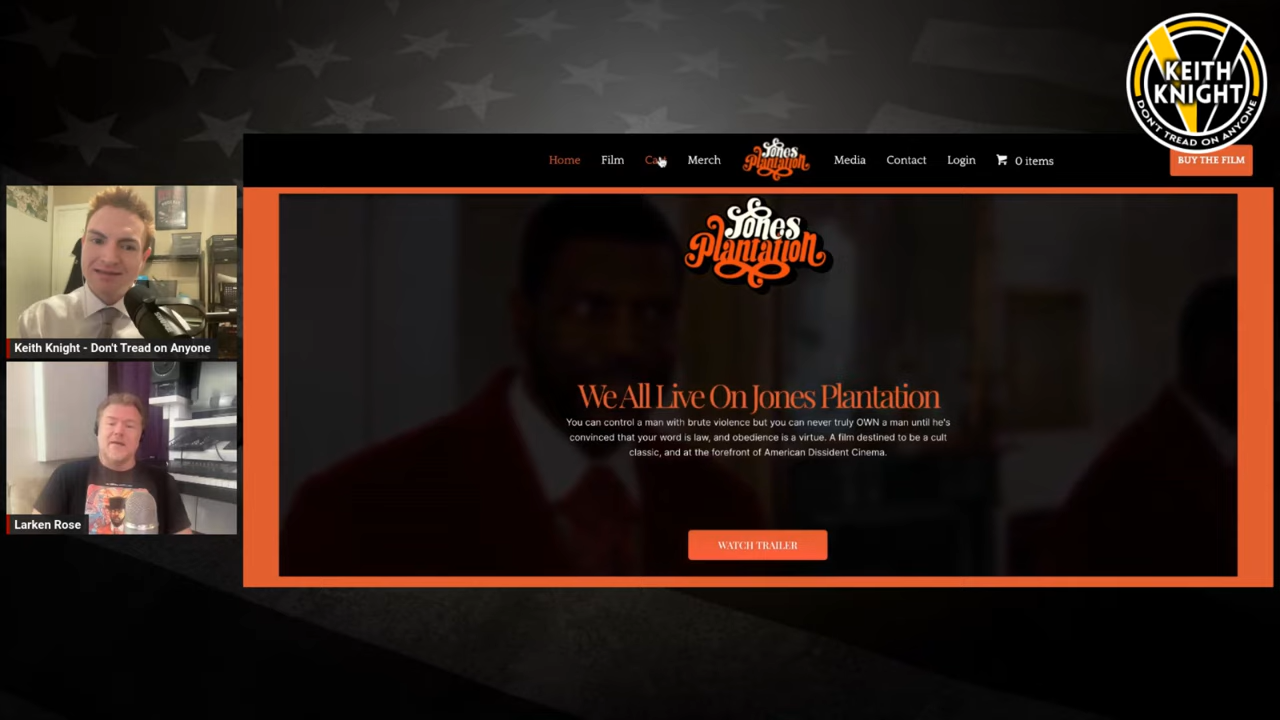 KEITH
KNIGHT
DON'T TREAD ON ANYONE
Home Film Merch Jones Plantation Media Contact Login 0 items BUY THE FILM
Jones
Plantation
We All Live On Jones Plantation
You can control a man with brute violence but you can never truly OWN a man until he's
convinced that your word is law, and obedience is a virtue. A film destined to be a cult
classic, and at the forefront of American Dissident Cinema.
WATCH TRAILER
Keith Knight - Don't Tread on Anyone
Larken Rose